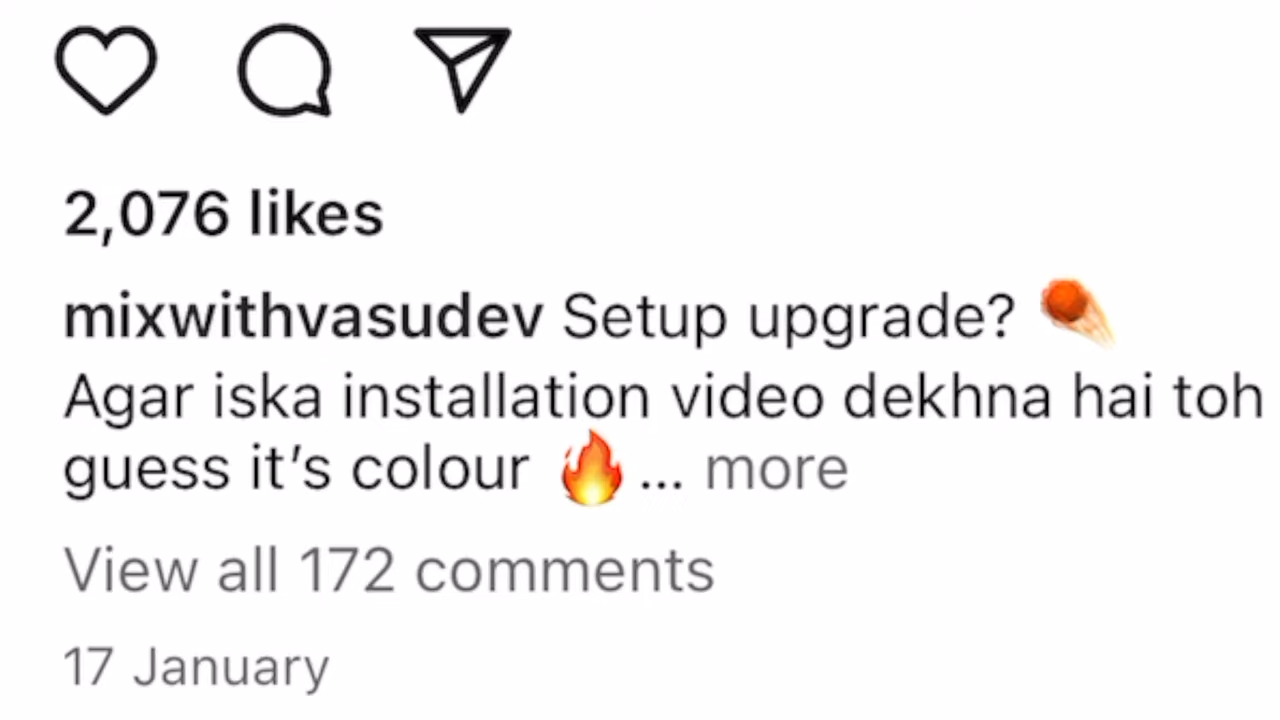 2,076 likes
mixwithvasudev Setup upgrade? ☄️
Agar iska installation video dekhna hai toh
guess it’s colour 🔥... more
View all 172 comments
17 January